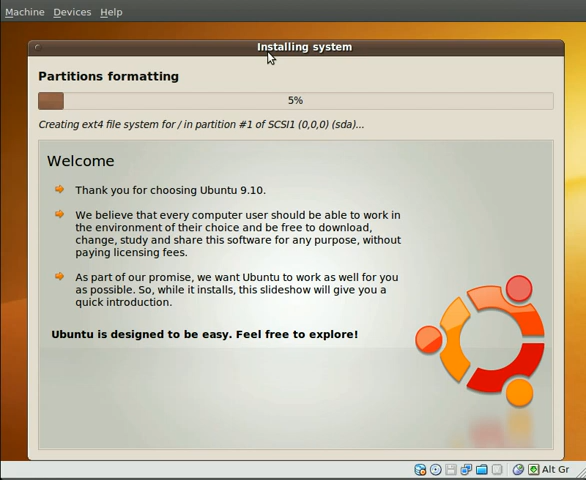 Machine Devices Help
Installing system
Partitions formatting
5%
Creating ext4 file system for / in partition #1 of SCSI1 (0,0,0) (sda)...
Welcome
Thank you for choosing Ubuntu 9.10.
We believe that every computer user should be able to work in
the environment of their choice and be free to download,
change, study and share this software for any purpose, without
paying licensing fees.
As part of our promise, we want Ubuntu to work as well for you
as possible. So, while it installs, this slideshow will give you a
quick introduction.
Ubuntu is designed to be easy. Feel free to explore!
Alt Gr